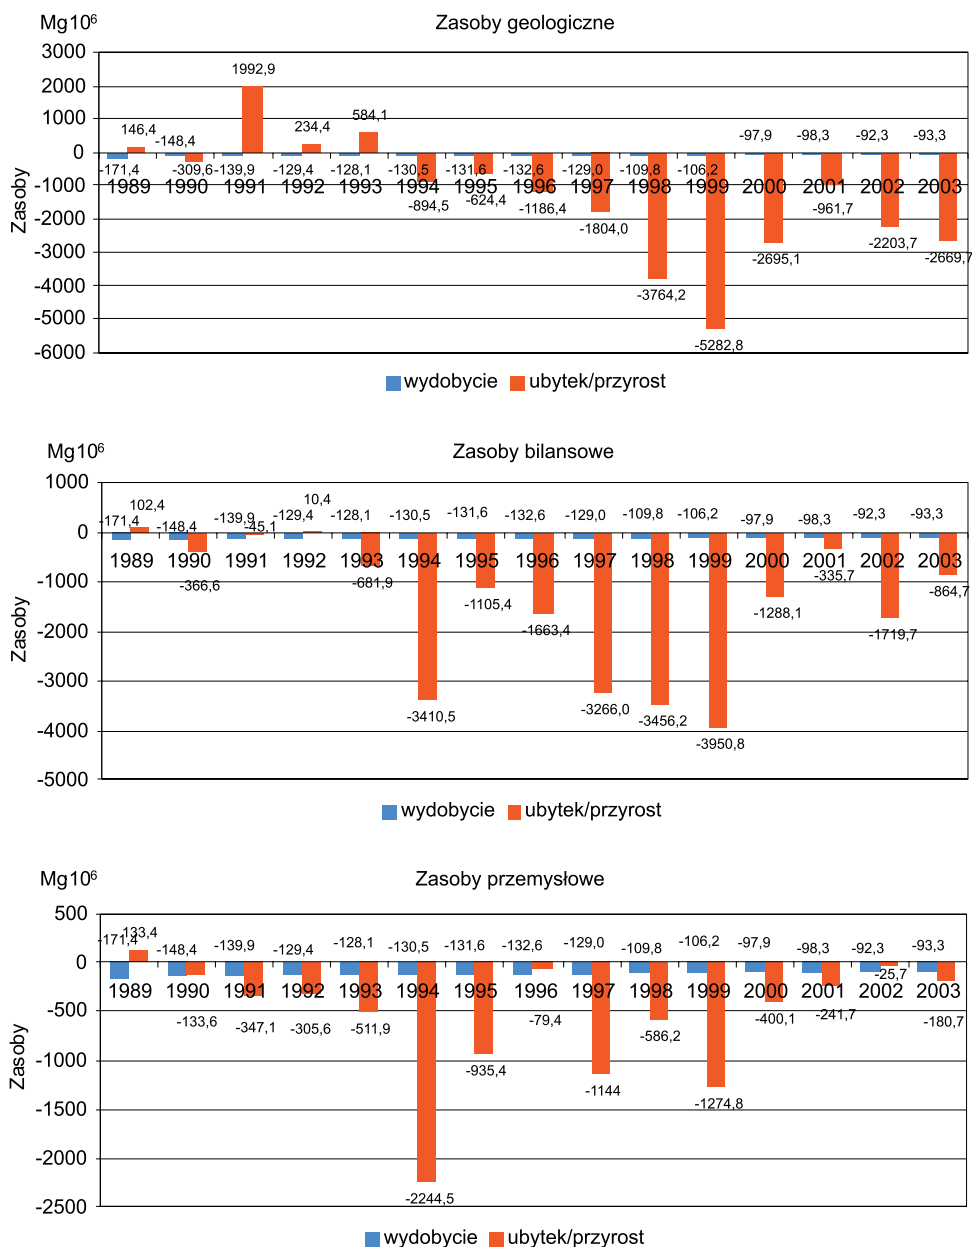 Mg10⁶ Zasoby geologiczne
3000
2000
1000
0
-1000
-2000
-3000
-4000
-5000
-6000
Zasoby
146,4 -148,4 1992,9 234,4 584,1 -97,9 -98,3 -92,3 -93,3
-171,4 -309,6 -139,9 -129,4 -128,1 -130,5 -131,6 -132,6 -129,0 -109,8 -106,2
1989 1990 1991 1992 1993 1994 1995 1996 1997 1998 1999 2000 2001 2002 2003
-894,5 -624,4 -1186,4 -1804,0 -3764,2 -5282,8 -2695,1 -961,7 -2203,7 -2669,7
wydobycie ubytek/przyrost
Mg10⁶ Zasoby bilansowe
1000
0
-1000
-2000
-3000
-4000
-5000
Zasoby
102,4 10,4
-171,4 -148,4 -139,9 -45,1 -129,4 -128,1 -130,5 -131,6 -132,6 -129,0 -109,8 -106,2 -97,9 -98,3 -92,3 -93,3
1989 1990 1991 1992 1993 1994 1995 1996 1997 1998 1999 2000 2001 2002 2003
-366,6 -681,9 -3410,5 -1105,4 -1663,4 -3266,0 -3456,2 -3950,8 -1288,1 -335,7 -1719,7 -864,7
wydobycie ubytek/przyrost
Mg10⁶ Zasoby przemysłowe
500
0
-500
-1000
-1500
-2000
-2500
Zasoby
-171,4 133,4 -148,4 -139,9 -129,4 -128,1 -130,5 -131,6 -132,6 -129,0 -109,8 -106,2 -97,9 -98,3 -92,3 -93,3
1989 1990 1991 1992 1993 1994 1995 1996 1997 1998 1999 2000 2001 2002 2003
-133,6 -347,1 -305,6 -511,9 -2244,5 -935,4 -79,4 -1144 -586,2 -1274,8 -400,1 -241,7 -25,7 -180,7
wydobycie ubytek/przyrost